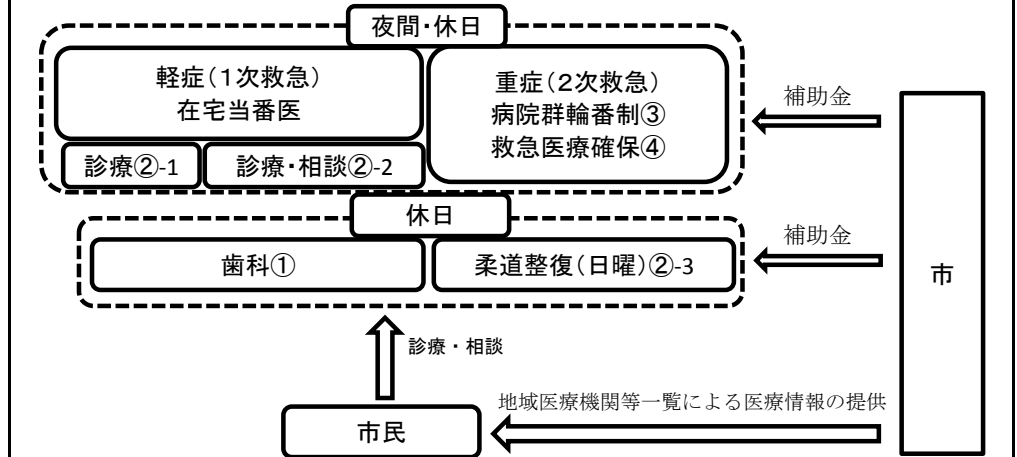 夜間・休日
軽症（１次救急）
在宅当番医
重症（２次救急）
病院群輪番制③
救急医療確保④
診療②-1
診療・相談②-2
補助金
休日
歯科①
柔道整復（日曜）②-3
補助金
市
診療・相談
地域医療機関等一覧による医療情報の提供
市民